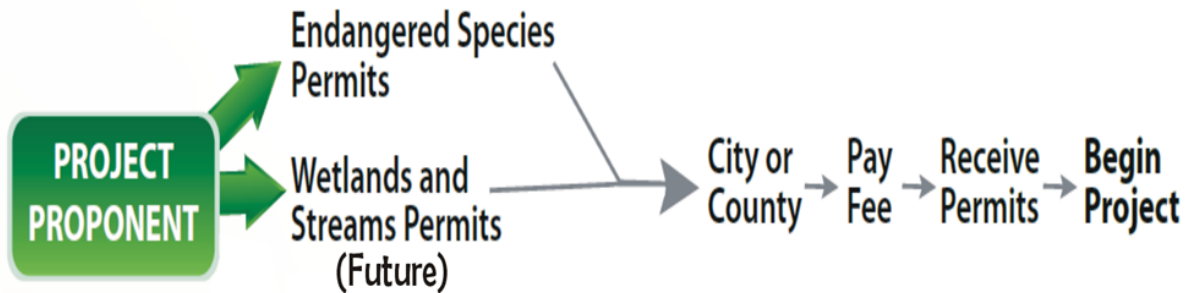 PROJECT
PROPONENT
Endangered Species
Permits
Wetlands and
Streams Permits
(Future)
City or
County
Pay
Fee
Receive
Permits
Begin
Project